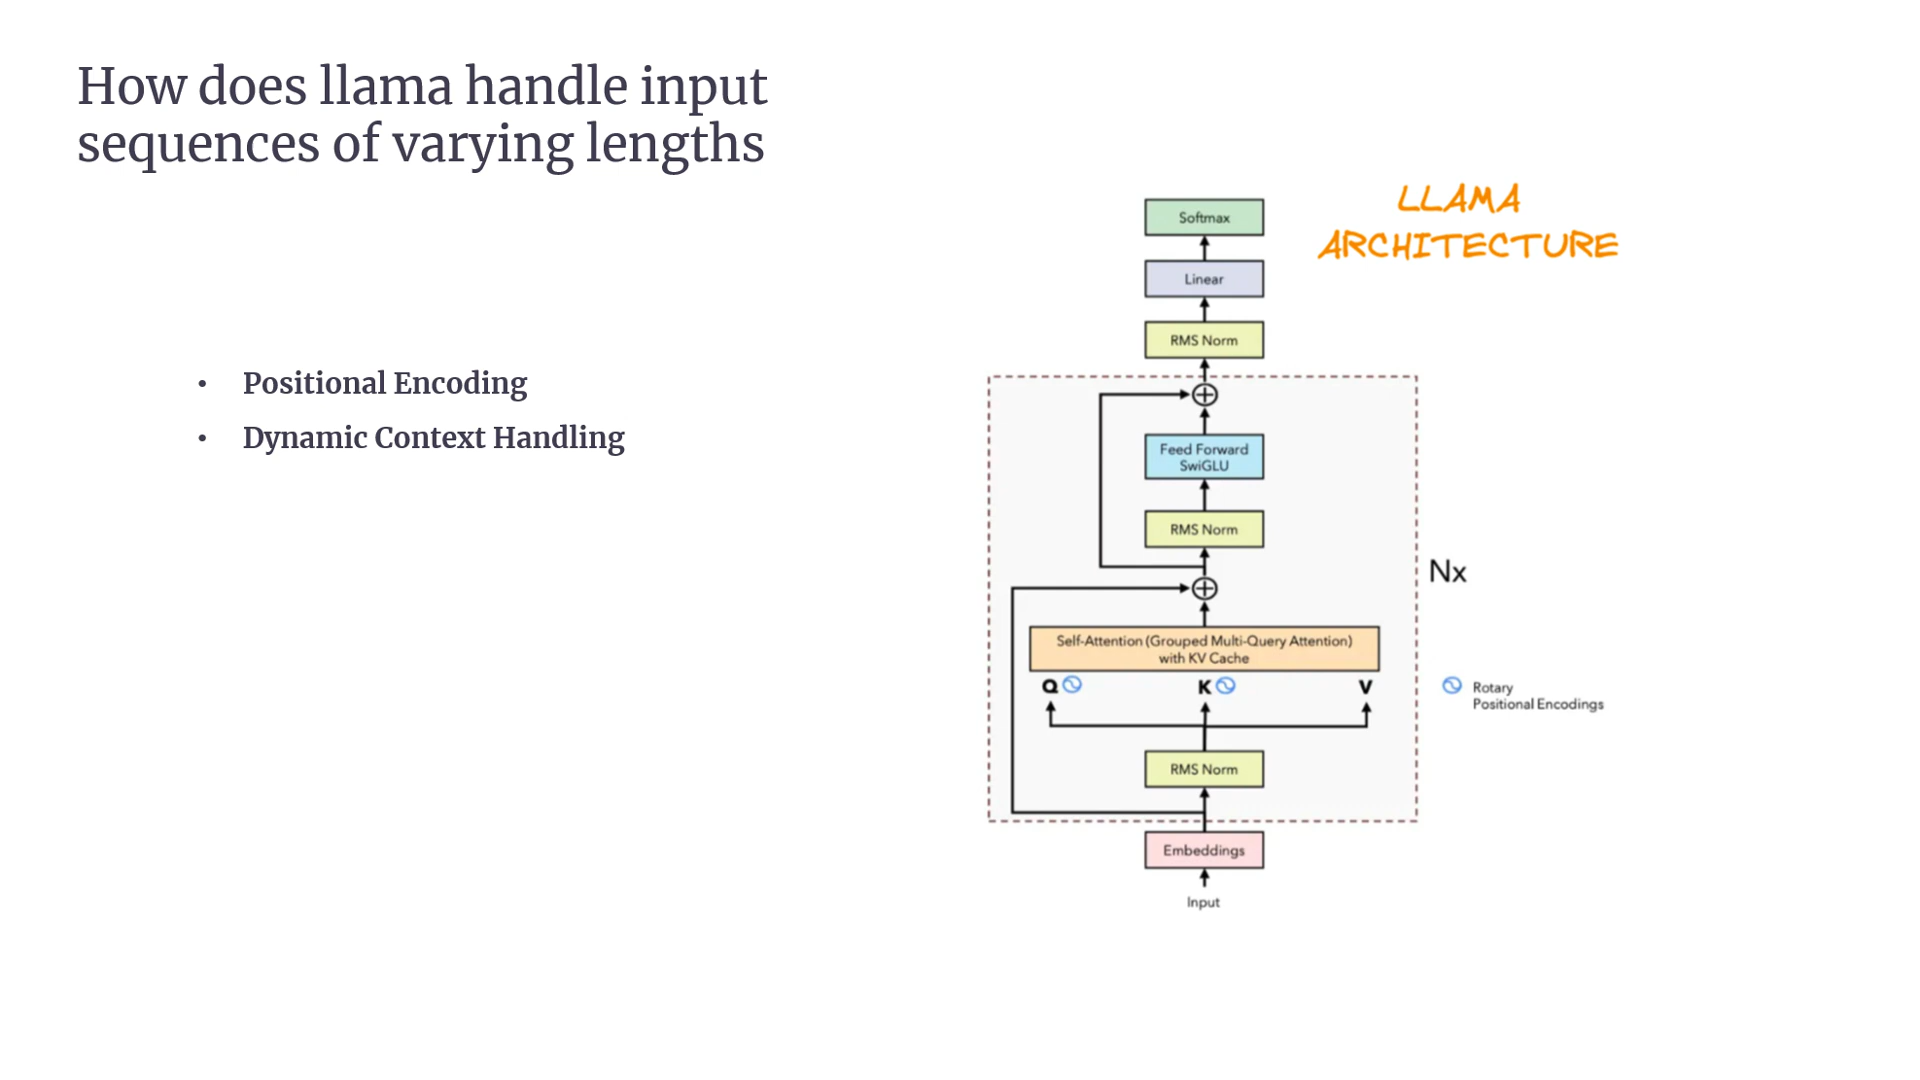 How does llama handle input
sequences of varying lengths
• Positional Encoding
• Dynamic Context Handling
LLAMA
ARCHITECTURE
Softmax
Linear
RMS Norm
Feed Forward
SwiGLU
RMS Norm
Nx
Self-Attention (Grouped Multi-Query Attention)
with KV Cache
Q K V
Rotary
Positional Encodings
RMS Norm
Embeddings
Input